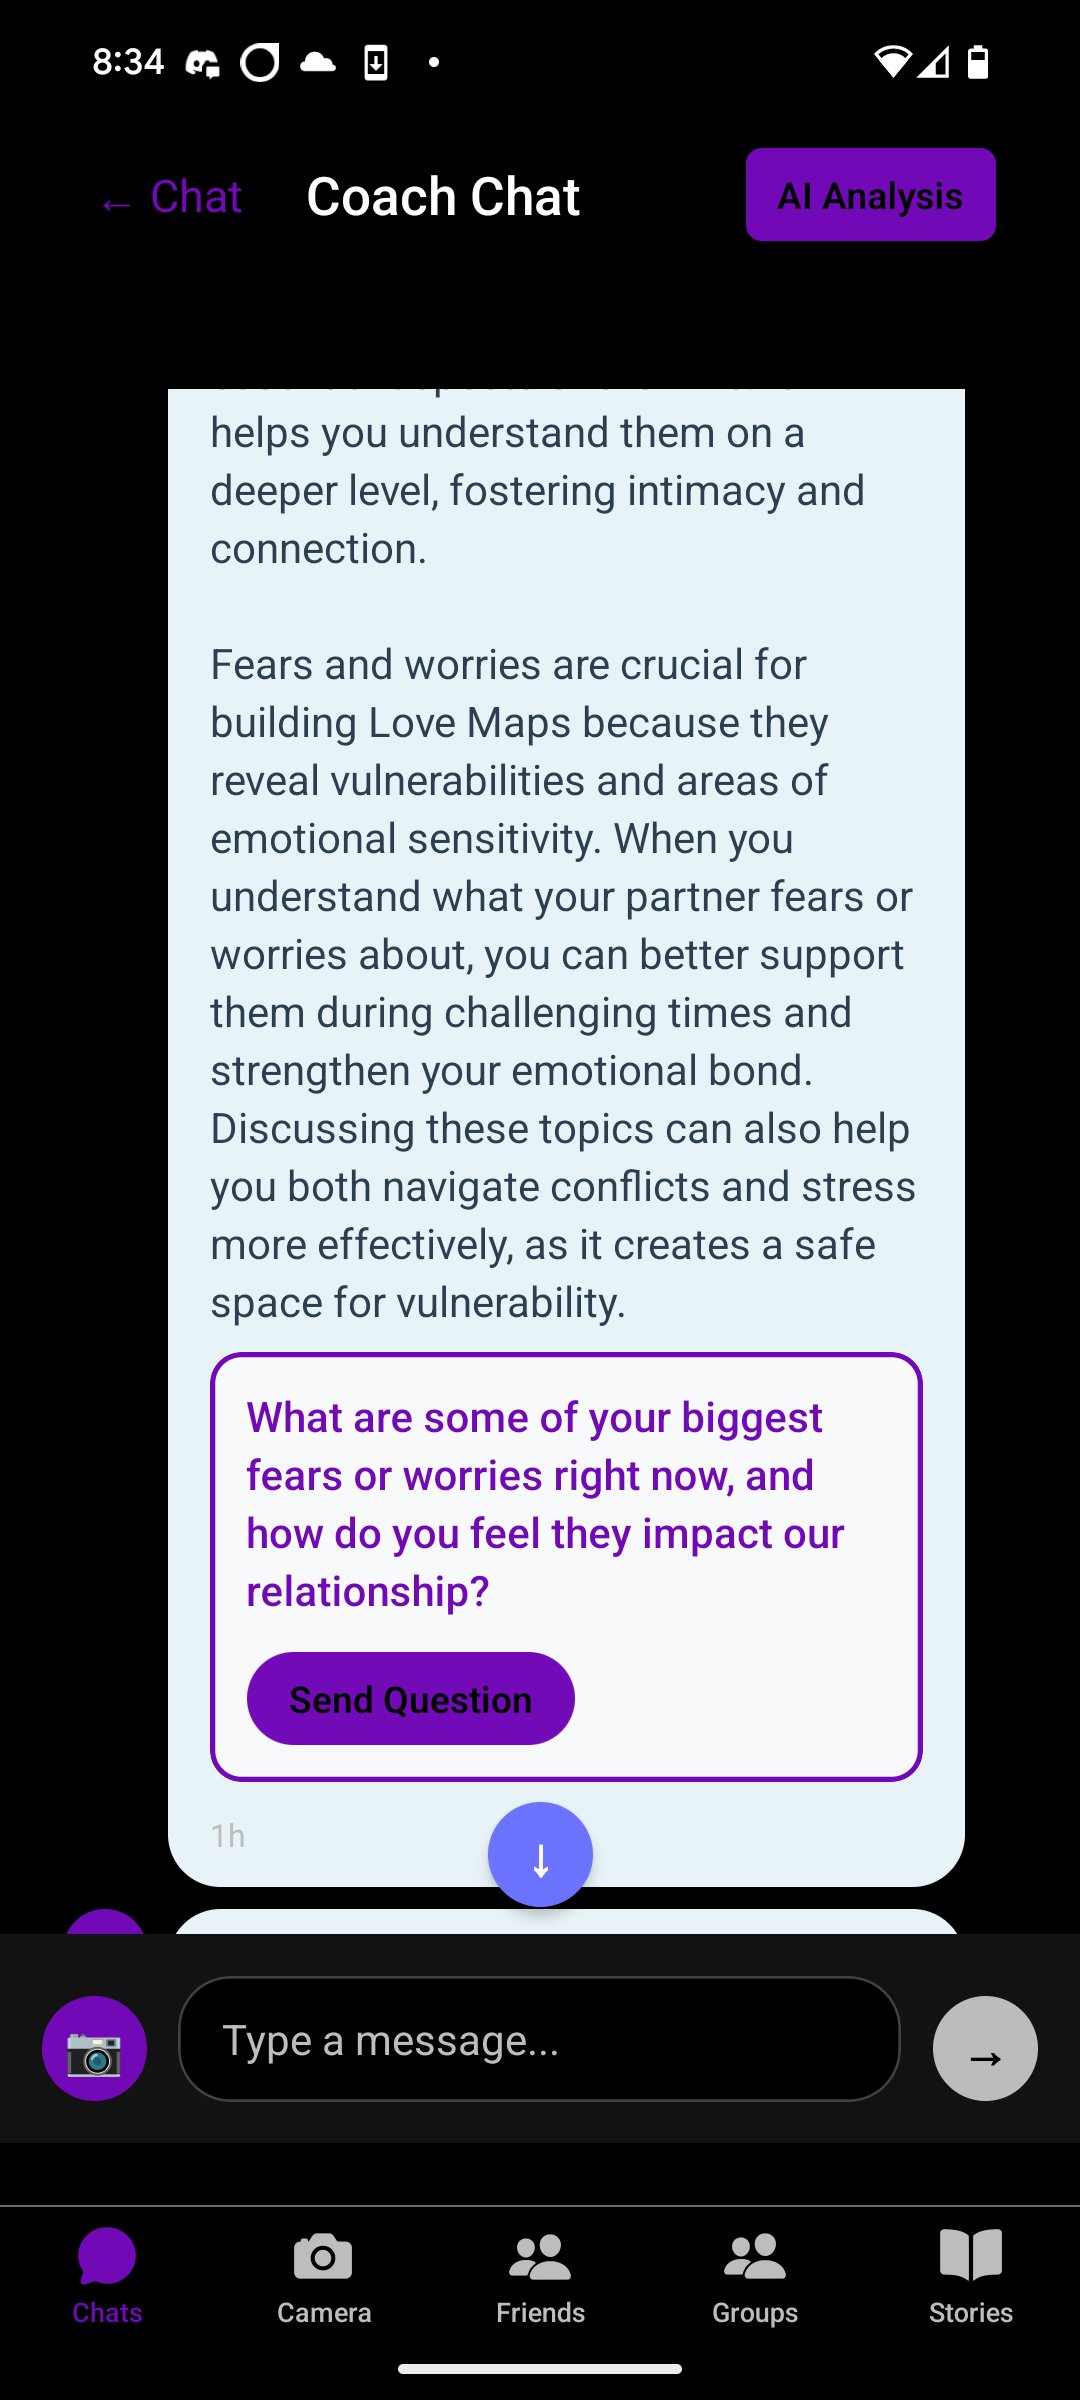 8:34
← Chat
Coach Chat
AI Analysis
helps you understand them on a
deeper level, fostering intimacy and
connection.
Fears and worries are crucial for
building Love Maps because they
reveal vulnerabilities and areas of
emotional sensitivity. When you
understand what your partner fears or
worries about, you can better support
them during challenging times and
strengthen your emotional bond.
Discussing these topics can also help
you both navigate conflicts and stress
more effectively, as it creates a safe
space for vulnerability.
What are some of your biggest
fears or worries right now, and
how do you feel they impact our
relationship?
Send Question
1h
↓
Type a message...
→
Chats
Camera
Friends
Groups
Stories